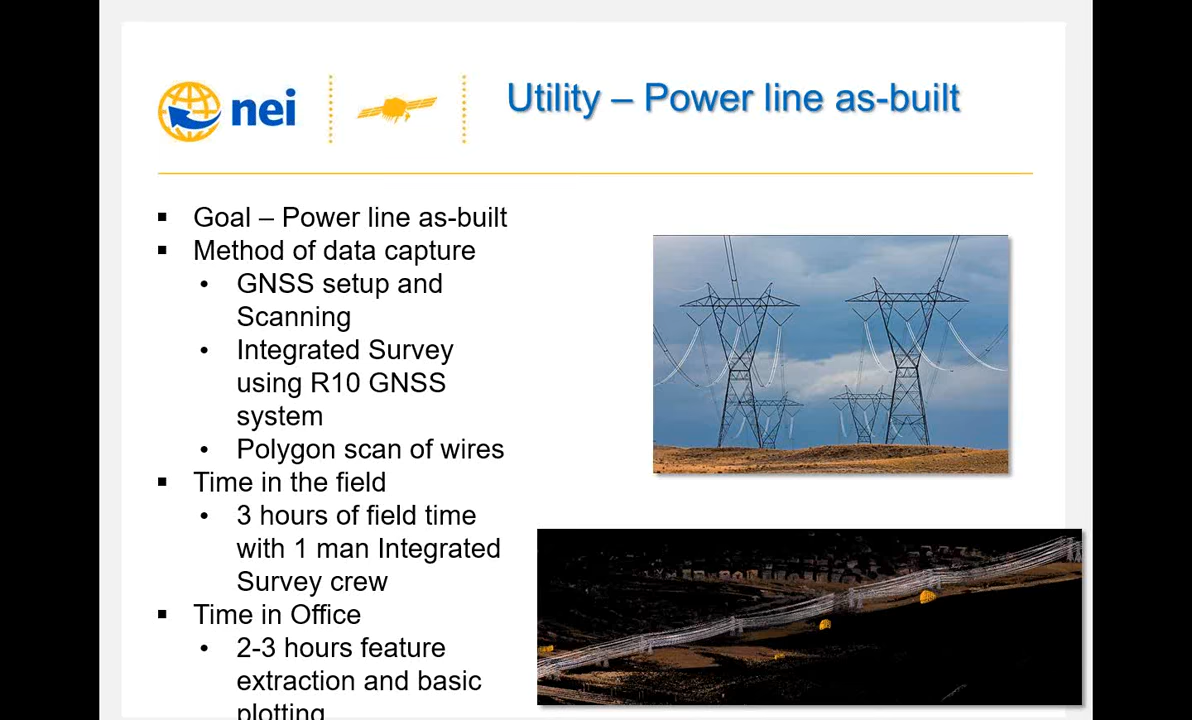 nei
Utility – Power line as-built
▪ Goal – Power line as-built
▪ Method of data capture
• GNSS setup and
Scanning
• Integrated Survey
using R10 GNSS
system
• Polygon scan of wires
▪ Time in the field
• 3 hours of field time
with 1 man Integrated
Survey crew
▪ Time in Office
• 2-3 hours feature
extraction and basic
plotting